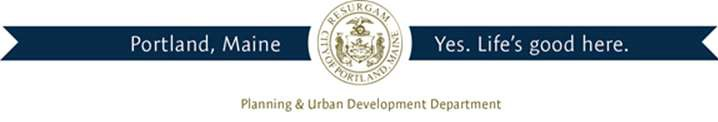 Portland, Maine
RESURGAM
CITY OF PORTLAND, MAINE
Yes. Life's good here.
Planning & Urban Development Department